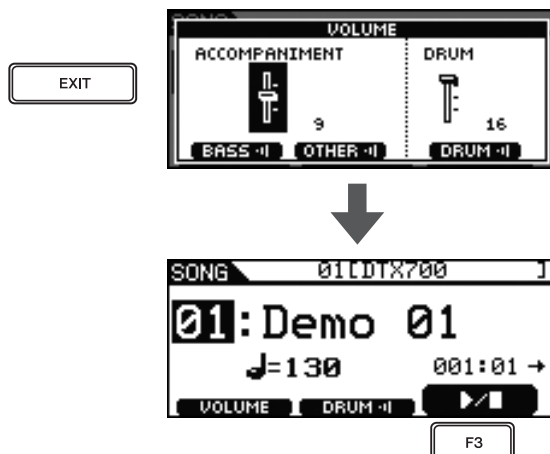 SONG
VOLUME
ACCOMPANIMENT DRUM
9 16
BASS OTHER DRUM
EXIT
SONG 01[DTX700 ]
01:Demo 01
♩=130 001:01→
VOLUME DRUM ▶/■
F3